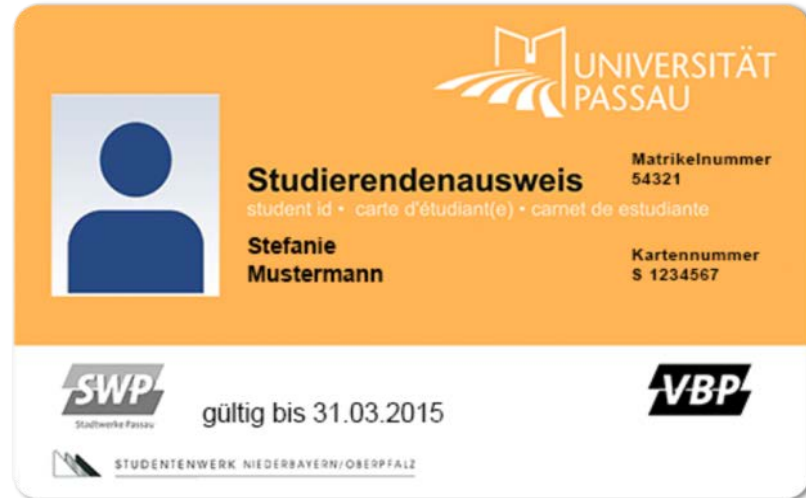 UNIVERSITÄT
PASSAU
Matrikelnummer
54321
Studierendenausweis
student id • carte d'étudiant(e) • carnet de estudiante
Stefanie
Mustermann
Kartennummer
S 1234567
SWP
Stadtwerke Passau
gültig bis 31.03.2015
VBP
STUDENTENWERK NIEDERBAYERN/OBERPFALZ